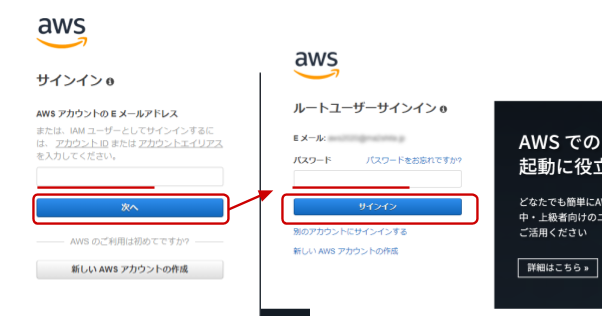 aws
サインイン
AWS アカウントの E メールアドレス
または、IAM ユーザーとしてサインインするに
は、 アカウント ID または アカウントエイリアス
を入力してください。
次へ
AWS のご利用は初めてですか?
新しい AWS アカウントの作成
aws
ルートユーザーサインイン
E メール:
パスワード パスワードをお忘れですか?
サインイン
別のアカウントにサインインする
新しい AWS アカウントの作成
AWS での
起動に役立
どなたでも簡単にAW
中・上級者向けのコ
ご活用ください
詳細はこちら »